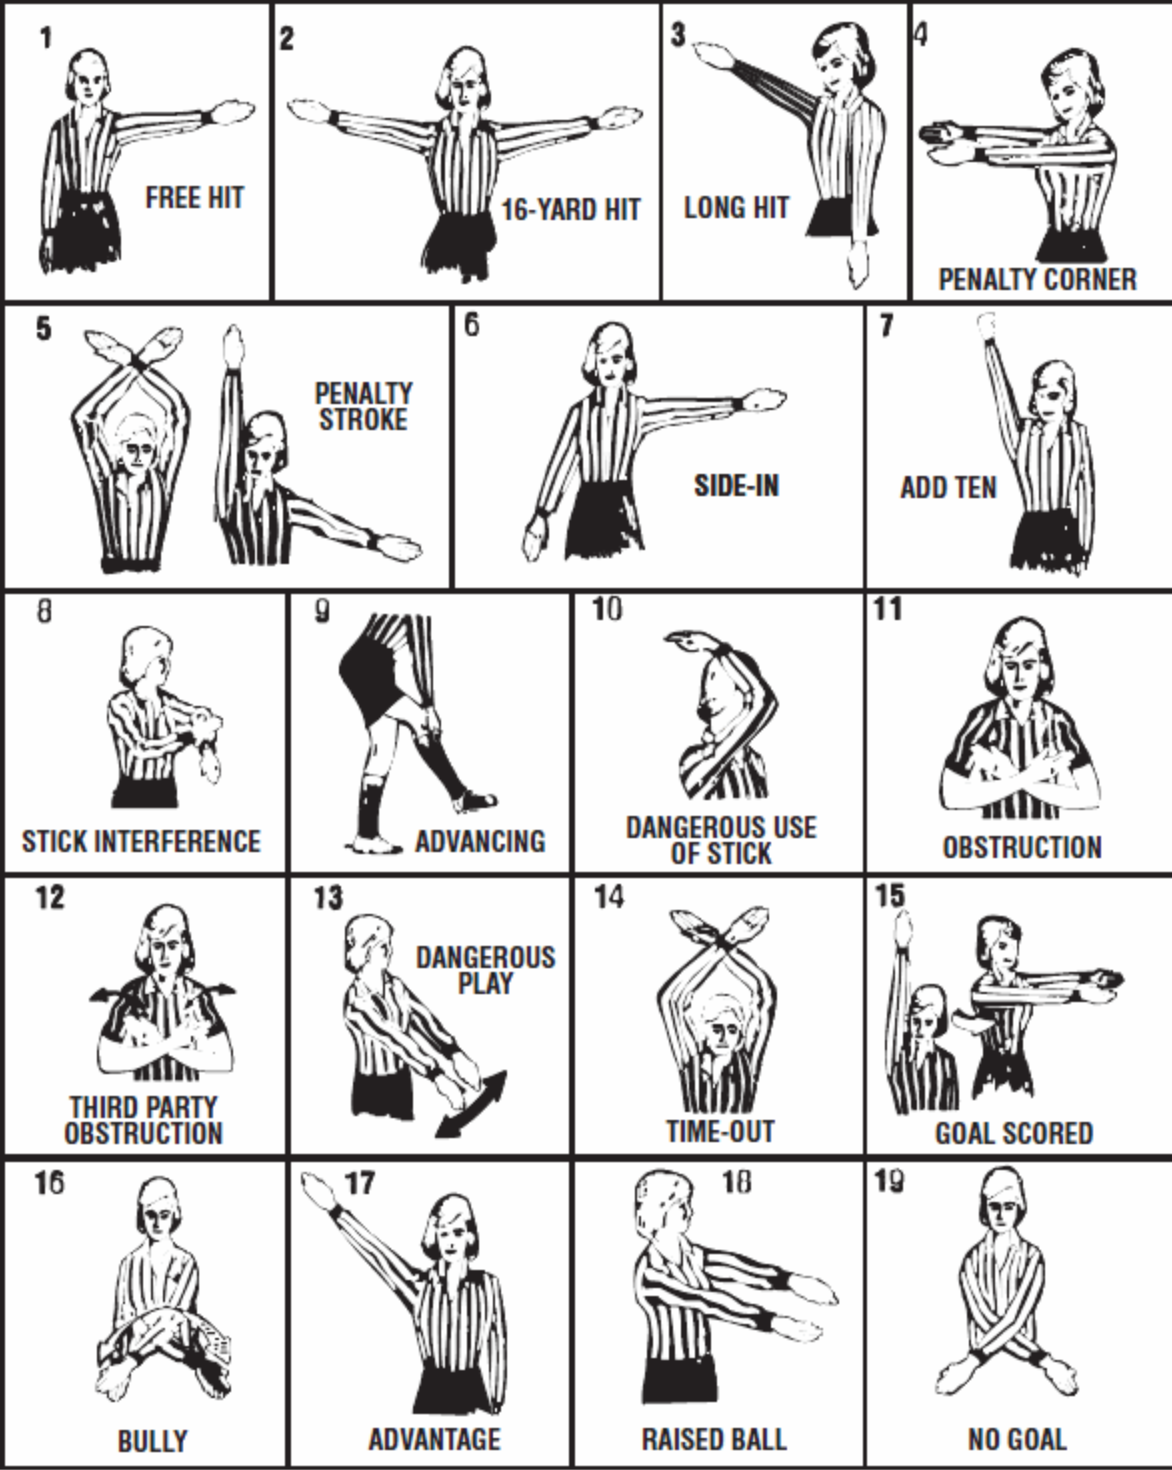 1
FREE HIT
2
16-YARD HIT
3
LONG HIT
4
PENALTY CORNER
5
PENALTY
STROKE
6
SIDE-IN
7
ADD TEN
8
STICK INTERFERENCE
9
ADVANCING
10
DANGEROUS USE
OF STICK
11
OBSTRUCTION
12
THIRD PARTY
OBSTRUCTION
13
DANGEROUS
PLAY
14
TIME-OUT
15
GOAL SCORED
16
BULLY
17
ADVANTAGE
18
RAISED BALL
19
NO GOAL